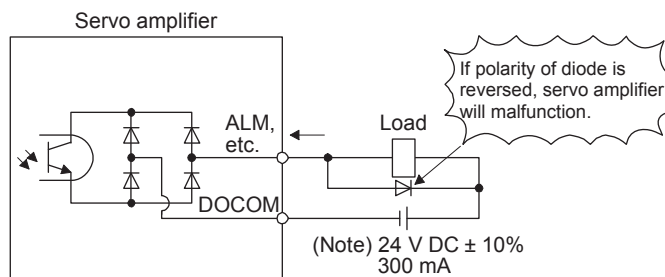 Servo amplifier
If polarity of diode is
reversed, servo amplifier
will malfunction.
ALM,
etc.
Load
DOCOM
(Note) 24 V DC ± 10%
300 mA